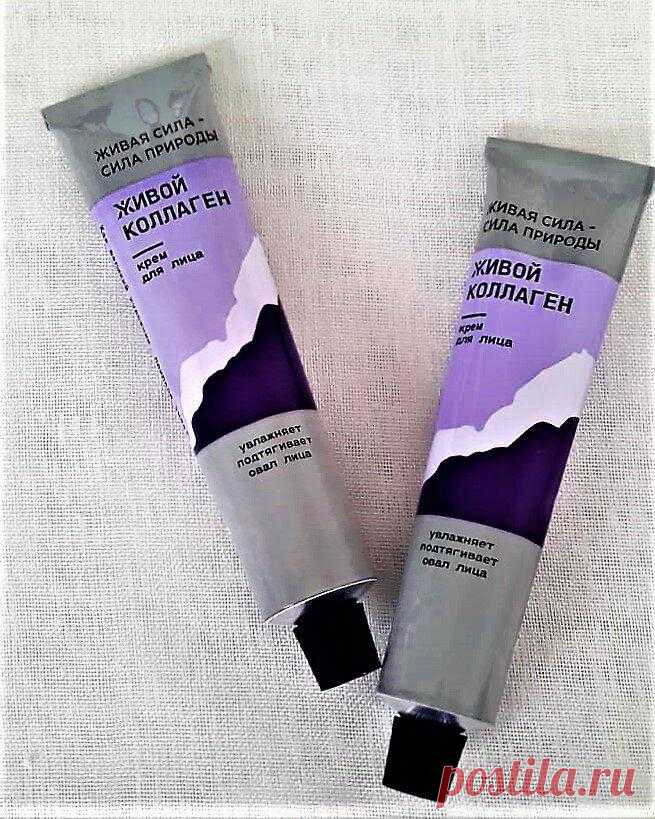 ЖИВАЯ СИЛА -
СИЛА ПРИРОДЫ
ЖИВОЙ
КОЛЛАГЕН
крем
для лица
увлажняет
подтягивает
овал лица
ЖИВАЯ СИЛА -
СИЛА ПРИРОДЫ
ЖИВОЙ
КОЛЛАГЕН
крем
для лица
увлажняет
подтягивает
овал лица
postila.ru